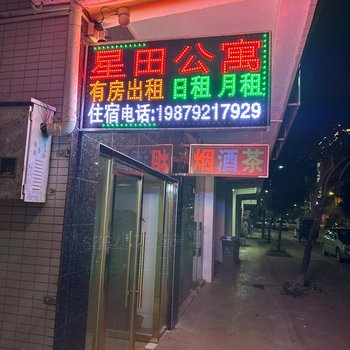 星田公寓
有房出租 日租 月租
住宿电话:19879217929
烟酒茶